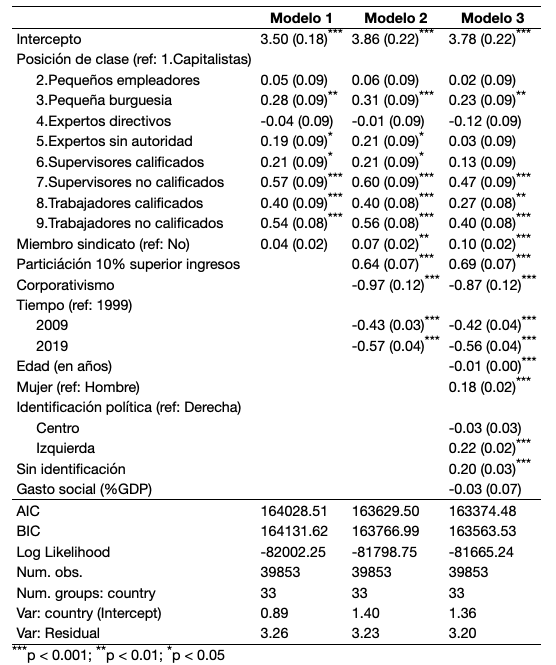 Modelo 1 Modelo 2 Modelo 3
Intercepto 3.50 (0.18)*** 3.86 (0.22)*** 3.78 (0.22)***
Posición de clase (ref: 1.Capitalistas)
2.Pequeños empleadores 0.05 (0.09) 0.06 (0.09) 0.02 (0.09)
3.Pequeña burguesia 0.28 (0.09)** 0.31 (0.09)*** 0.23 (0.09)**
4.Expertos directivos -0.04 (0.09) -0.01 (0.09) -0.12 (0.09)
5.Expertos sin autoridad 0.19 (0.09)* 0.21 (0.09)* 0.03 (0.09)
6.Supervisores calificados 0.21 (0.09)* 0.21 (0.09)* 0.13 (0.09)
7.Supervisores no calificados 0.57 (0.09)*** 0.60 (0.09)*** 0.47 (0.09)***
8.Trabajadores calificados 0.40 (0.09)*** 0.40 (0.08)*** 0.27 (0.08)**
9.Trabajadores no calificados 0.54 (0.08)*** 0.56 (0.08)*** 0.40 (0.08)***
Miembro sindicato (ref: No) 0.04 (0.02) 0.07 (0.02)** 0.10 (0.02)***
Particiáción 10% superior ingresos 0.64 (0.07)*** 0.69 (0.07)***
Corporativismo -0.97 (0.12)*** -0.87 (0.12)***
Tiempo (ref: 1999)
2009 -0.43 (0.03)*** -0.42 (0.04)***
2019 -0.57 (0.04)*** -0.56 (0.04)***
Edad (en años) -0.01 (0.00)***
Mujer (ref: Hombre) 0.18 (0.02)***
Identificación política (ref: Derecha)
Centro -0.03 (0.03)
Izquierda 0.22 (0.02)***
Sin identificación 0.20 (0.03)***
Gasto social (%GDP) -0.03 (0.07)
AIC 164028.51 163629.50 163374.48
BIC 164131.62 163766.99 163563.53
Log Likelihood -82002.25 -81798.75 -81665.24
Num. obs. 39853 39853 39853
Num. groups: country 33 33 33
Var: country (Intercept) 0.89 1.40 1.36
Var: Residual 3.26 3.23 3.20
***p < 0.001; **p < 0.01; *p < 0.05